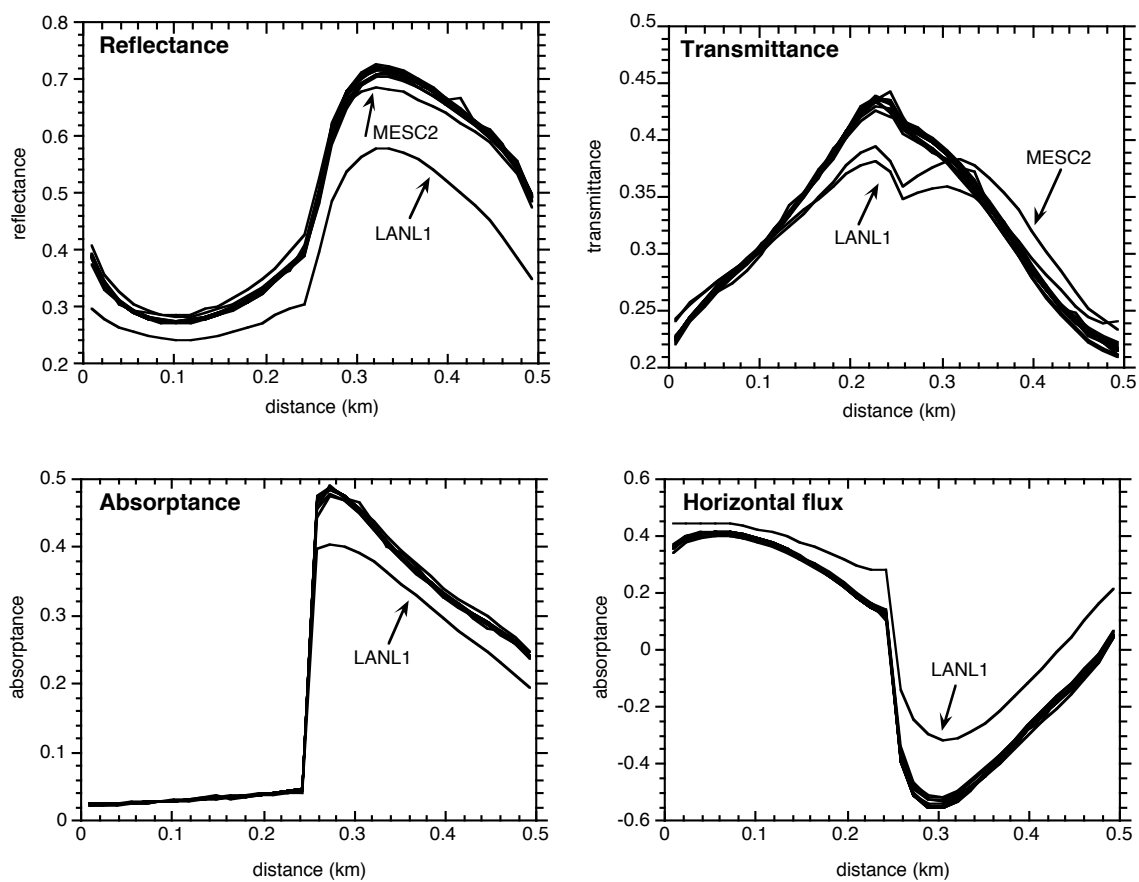 Reflectance
reflectance
0.8
0.7
0.6
0.5
0.4
0.3
0.2
MESC2
LANL1
0 0.1 0.2 0.3 0.4 0.5
distance (km)
Transmittance
transmittance
0.5
0.45
0.4
0.35
0.3
0.25
0.2
MESC2
LANL1
0 0.1 0.2 0.3 0.4 0.5
distance (km)
Absorptance
absorptance
0.5
0.4
0.3
0.2
0.1
0
LANL1
0 0.1 0.2 0.3 0.4 0.5
distance (km)
Horizontal flux
absorptance
0.6
0.4
0.2
0
-0.2
-0.4
-0.6
LANL1
0 0.1 0.2 0.3 0.4 0.5
distance (km)